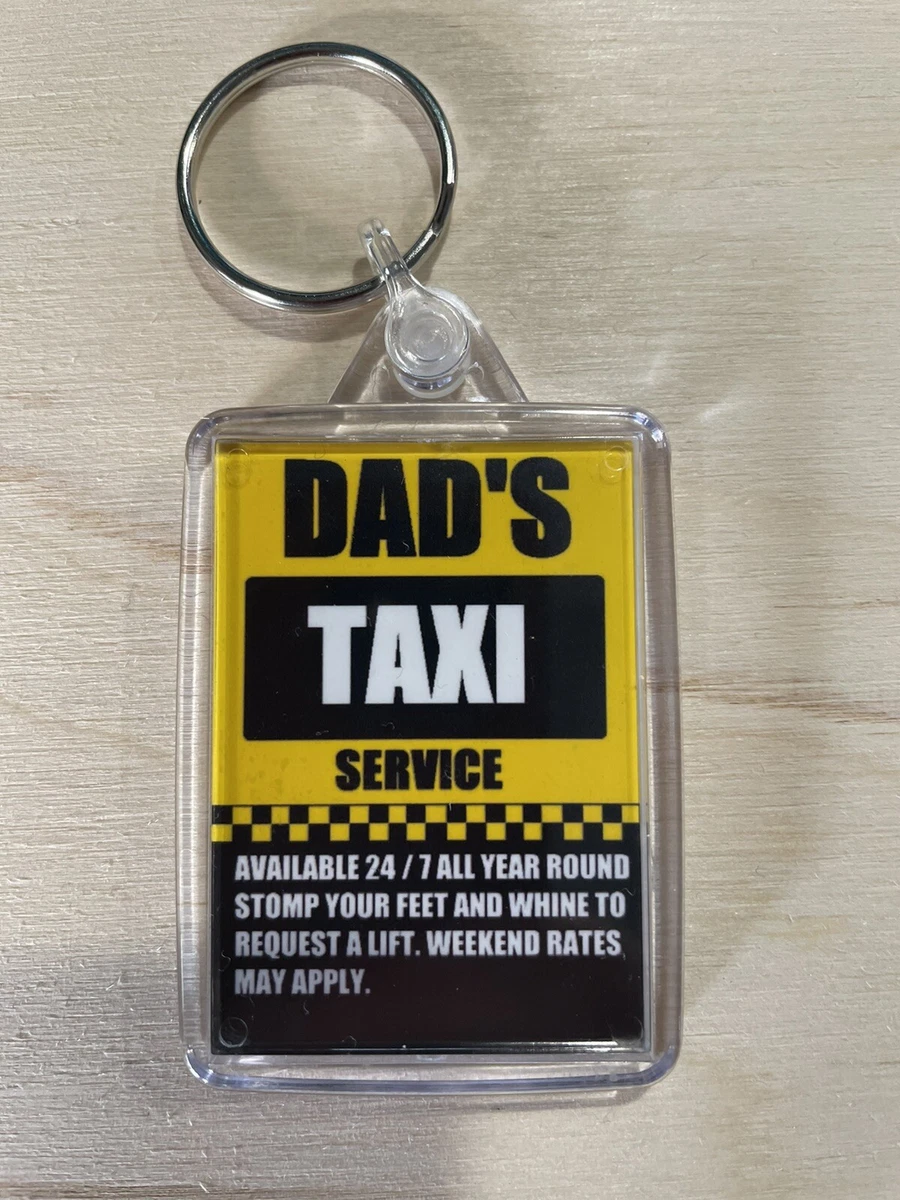 DAD'S
TAXI
SERVICE
AVAILABLE 24 / 7 ALL YEAR ROUND
STOMP YOUR FEET AND WHINE TO
REQUEST A LIFT. WEEKEND RATES
MAY APPLY.